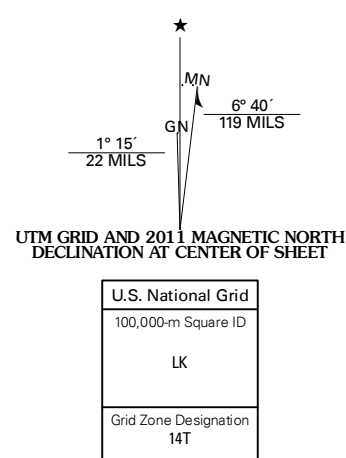 ★
MN
GN
6° 40´
119 MILS
1° 15´
22 MILS
UTM GRID AND 2011 MAGNETIC NORTH
DECLINATION AT CENTER OF SHEET
U.S. National Grid
100,000-m Square ID
LK
Grid Zone Designation
14T